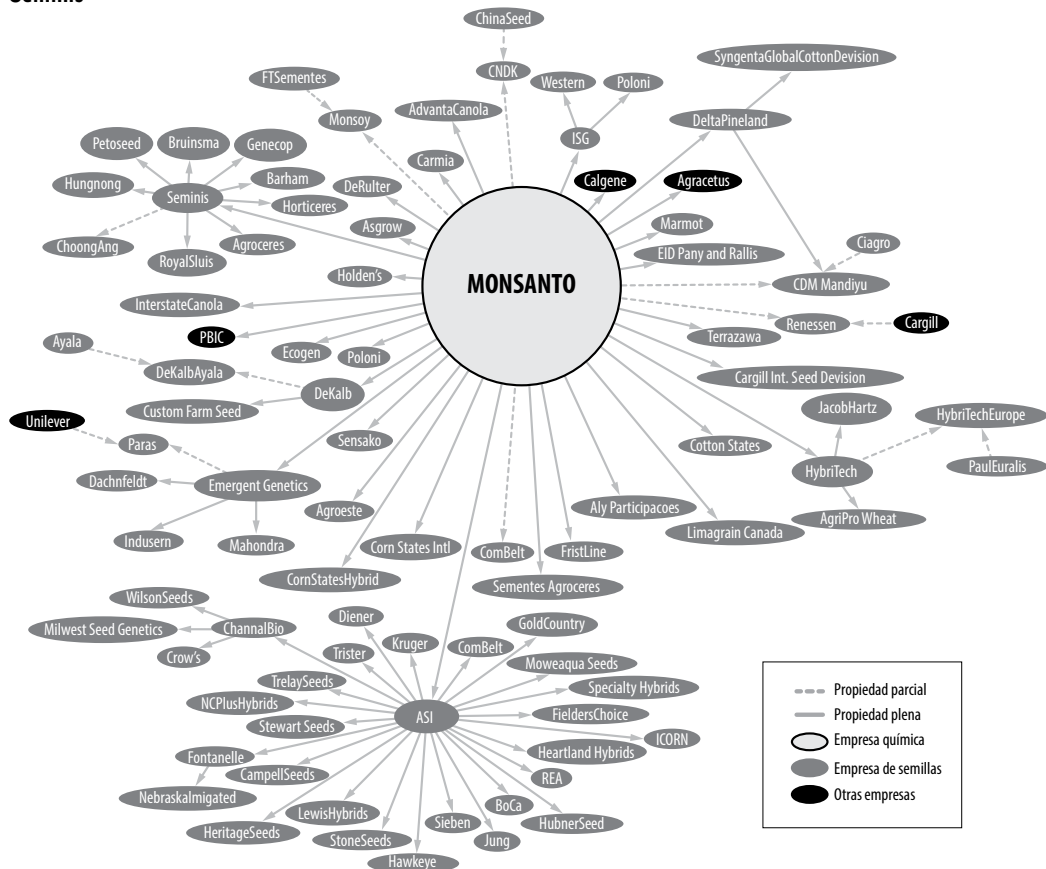 ChinaSeed
SyngentaGlobalCottonDevision
FTSementes
CNDK
Western
Poloni
AdvantaCanola
DeltaPineland
Monsoy
Petoseed
Bruinsma
Genecop
ISG
Carmia
Calgene
Agracetus
Hungnong
Barham
DeRulter
Seminis
Horticeres
Asgrow
Marmot
ChoongAng
Agroceres
Ciagro
RoyalSluis
EID Pany and Rallis
Holden's
MONSANTO
CDM Mandiyu
InterstateCanola
PBIC
Renessen
Cargill
Terrazawa
Ayala
Ecogen
Poloni
DeKalbAyala
Cargill Int. Seed Division
DeKalb
Custom Farm Seed
JacobHartz
HybriTechEurope
Unilever
Sensako
Cotton States
Paras
HybriTech
PaulEuralis
Dachnfeldt
Emergent Genetics
Aly Participacoes
Agroeste
AgriPro Wheat
Limagrain Canada
Indusern
Mahondra
Corn States Intl
ComBelt
FristLine
CornStatesHybrid
Sementes Agroceres
WilsonSeeds
Diener
GoldCountry
Milwest Seed Genetics
ChannalBio
Kruger
ComBelt
Crow's
Trister
Moweaqua Seeds
TrelaySeeds
Specialty Hybrids
NCPlusHybrids
ASI
FieldersChoice
Stewart Seeds
ICORN
Fontanelle
Heartland Hybrids
CampellSeeds
REA
NebraskaImigated
BoCa
LewisHybrids
Sieben
HubnerSeed
HeritageSeeds
StoneSeeds
Jung
Hawkeye
Propiedad parcial
Propiedad plena
Empresa química
Empresa de semillas
Otras empresas